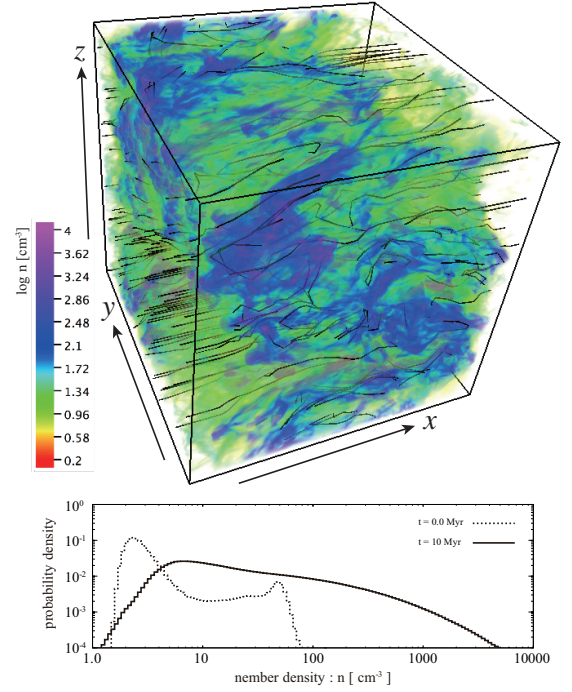 z
log n [cm⁻³]
4
3.62
3.24
2.86
2.48
2.1
1.72
1.34
0.96
0.58
0.2
y
x
probability density
10⁰
10⁻¹
10⁻²
10⁻³
10⁻⁴
t = 0.0 Myr
t = 10 Myr
1.0 10 100 1000 10000
nember density : n [ cm⁻³ ]